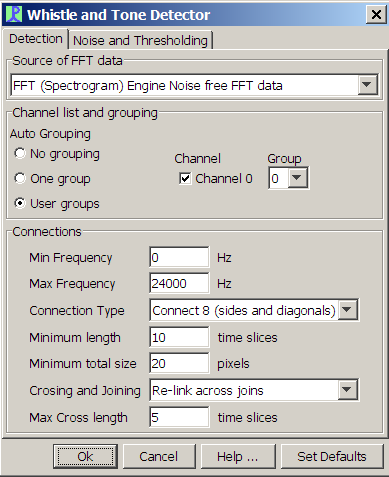 Whistle and Tone Detector
Detection Noise and Thresholding
Source of FFT data
FFT (Spectrogram) Engine Noise free FFT data
Channel list and grouping
Auto Grouping
No grouping Channel Group
One group Channel 0 0
User groups
Connections
Min Frequency 0 Hz
Max Frequency 24000 Hz
Connection Type Connect 8 (sides and diagonals)
Minimum length 10 time slices
Minimum total size 20 pixels
Crosing and Joining Re-link across joins
Max Cross length 5 time slices
Ok Cancel Help ... Set Defaults